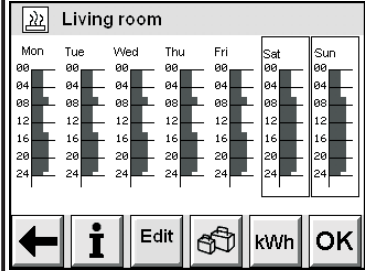 Living room
Mon Tue Wed Thu Fri Sat Sun
00 00 00 00 00 00 00
04 04 04 04 04 04 04
08 08 08 08 08 08 08
12 12 12 12 12 12 12
16 16 16 16 16 16 16
20 20 20 20 20 20 20
24 24 24 24 24 24 24
i Edit kWh OK